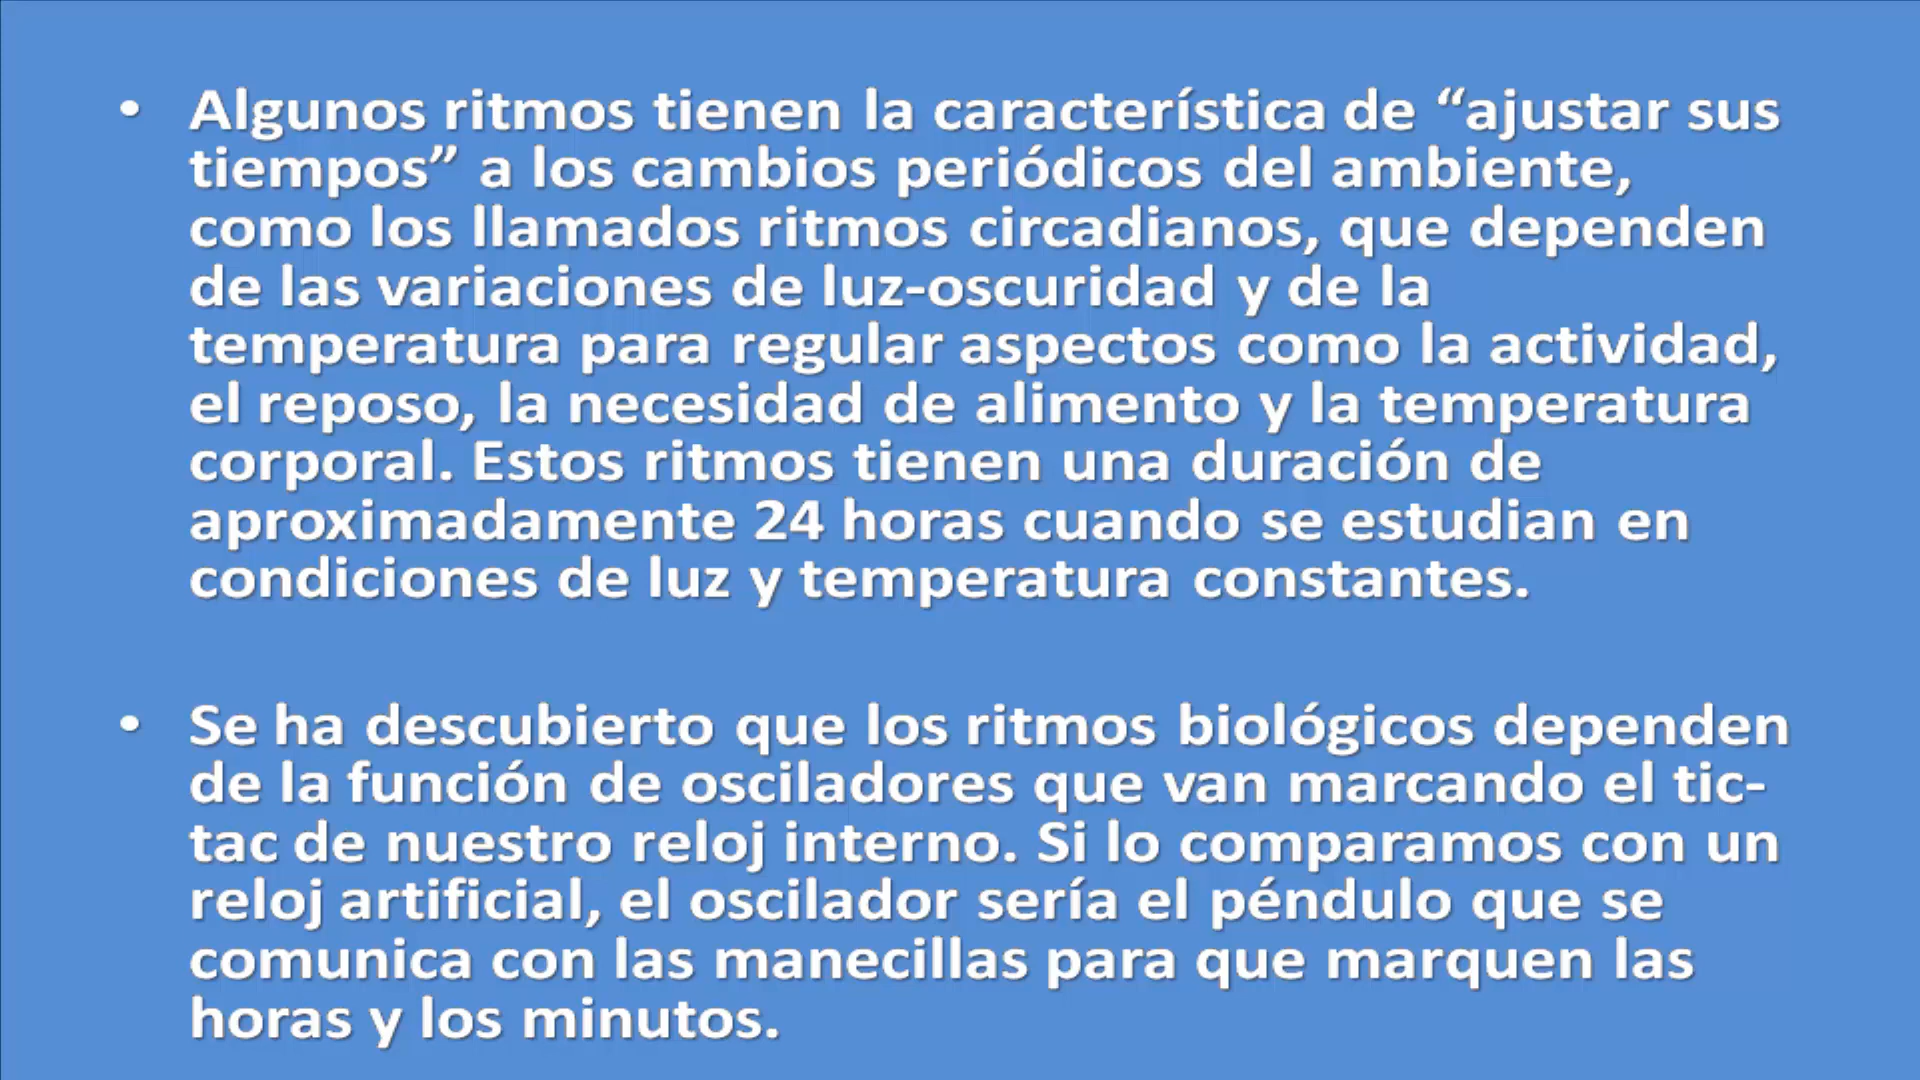 • Algunos ritmos tienen la característica de “ajustar sus
tiempos” a los cambios periódicos del ambiente,
como los llamados ritmos circadianos, que dependen
de las variaciones de luz-oscuridad y de la
temperatura para regular aspectos como la actividad,
el reposo, la necesidad de alimento y la temperatura
corporal. Estos ritmos tienen una duración de
aproximadamente 24 horas cuando se estudian en
condiciones de luz y temperatura constantes.
• Se ha descubierto que los ritmos biológicos dependen
de la función de osciladores que van marcando el tic-
tac de nuestro reloj interno. Si lo comparamos con un
reloj artificial, el oscilador sería el péndulo que se
comunica con las manecillas para que marquen las
horas y los minutos.